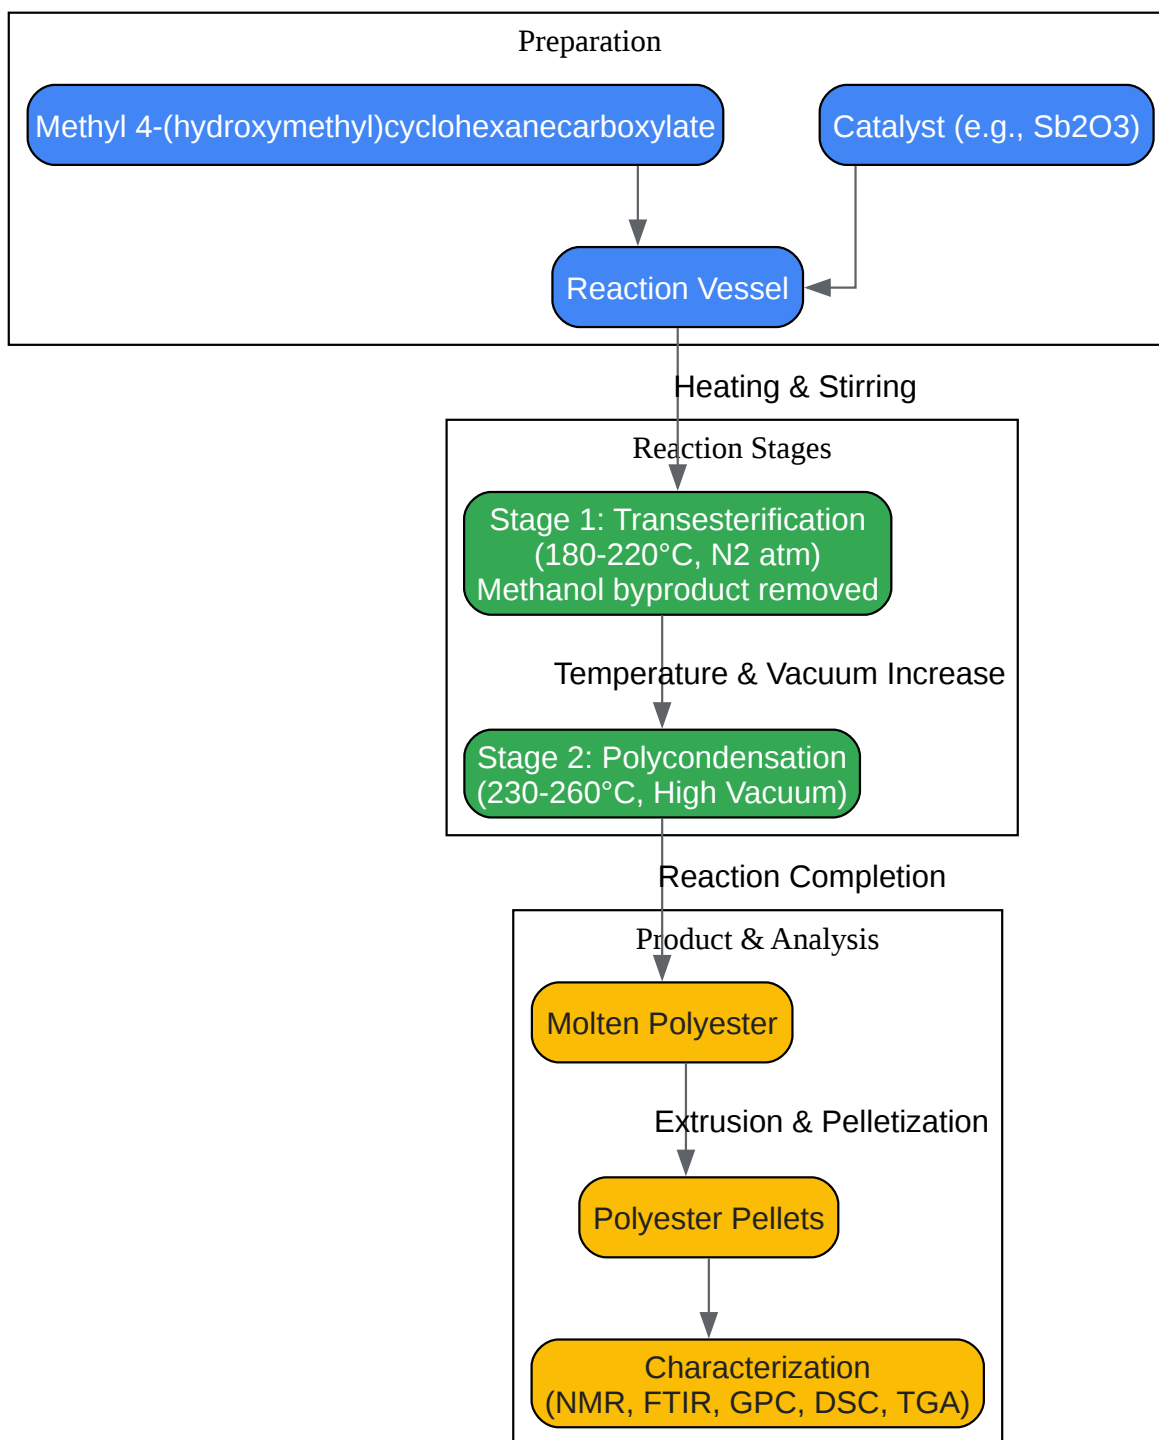 Preparation
Methyl 4-(hydroxymethyl)cyclohexanecarboxylate
Catalyst (e.g., Sb2O3)
Reaction Vessel
Heating & Stirring
Reaction Stages
Stage 1: Transesterification
(180-220°C, N2 atm)
Methanol byproduct removed
Temperature & Vacuum Increase
Stage 2: Polycondensation
(230-260°C, High Vacuum)
Reaction Completion
Product & Analysis
Molten Polyester
Extrusion & Pelletization
Polyester Pellets
Characterization
(NMR, FTIR, GPC, DSC, TGA)